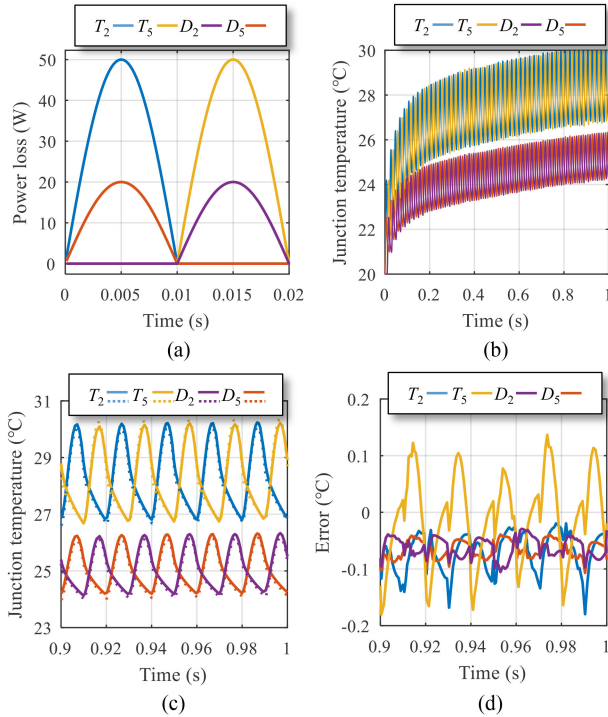 T2 T5 D2 D5
50
40
30
20
10
0
Power loss (W)
0 0.005 0.01 0.015 0.02
Time (s)
(a)
T2 T5 D2 D5
30
28
26
24
22
20
Junction temperature (°C)
0 0.2 0.4 0.6 0.8 1
Time (s)
(b)
T2 T5 D2 D5
31
29
27
25
23
Junction temperature (°C)
0.9 0.92 0.94 0.96 0.98 1
Time (s)
(c)
T2 T5 D2 D5
0.2
0.1
0
-0.1
-0.2
Error (°C)
0.9 0.92 0.94 0.96 0.98 1
Time (s)
(d)